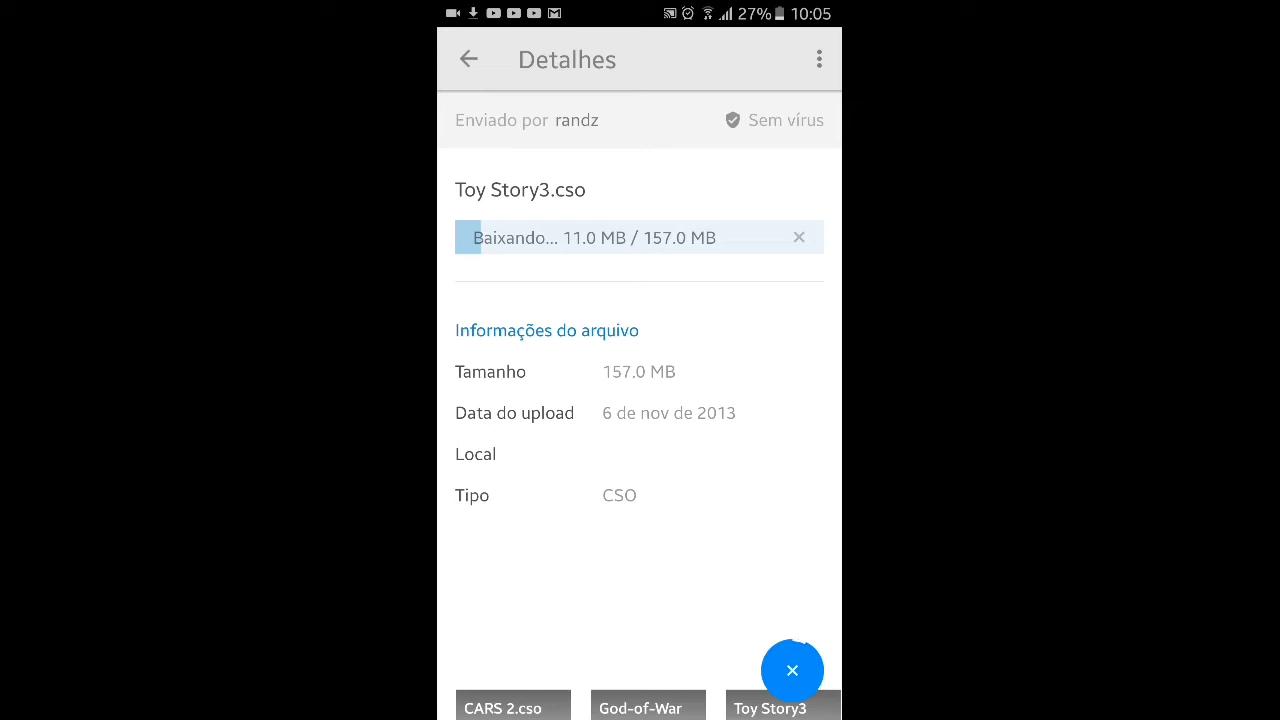 27% 10:05
Detalhes
Enviado por randz
Sem vírus
Toy Story3.cso
Baixando... 11.0 MB / 157.0 MB
Informações do arquivo
Tamanho 157.0 MB
Data do upload 6 de nov de 2013
Local
Tipo CSO
CARS 2.cso God-of-War Toy Story3